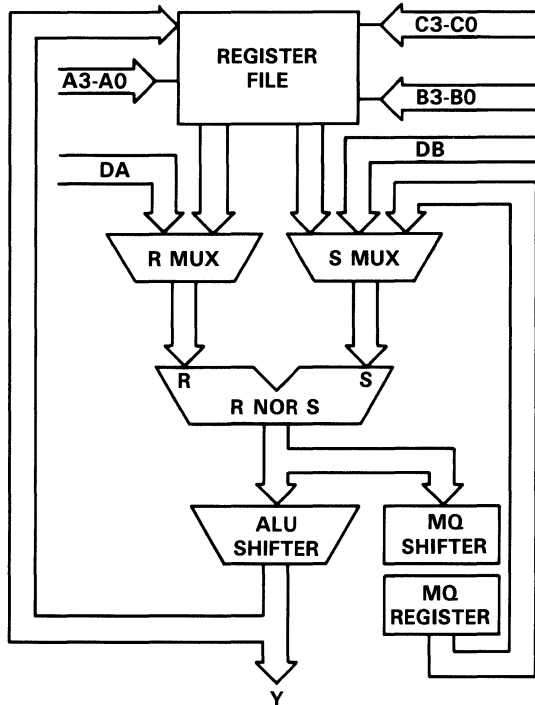 C3-C0
REGISTER
FILE
A3-A0
B3-B0
DA
DB
R MUX
S MUX
R
S
R NOR S
ALU
SHIFTER
MQ
SHIFTER
MQ
REGISTER
Y